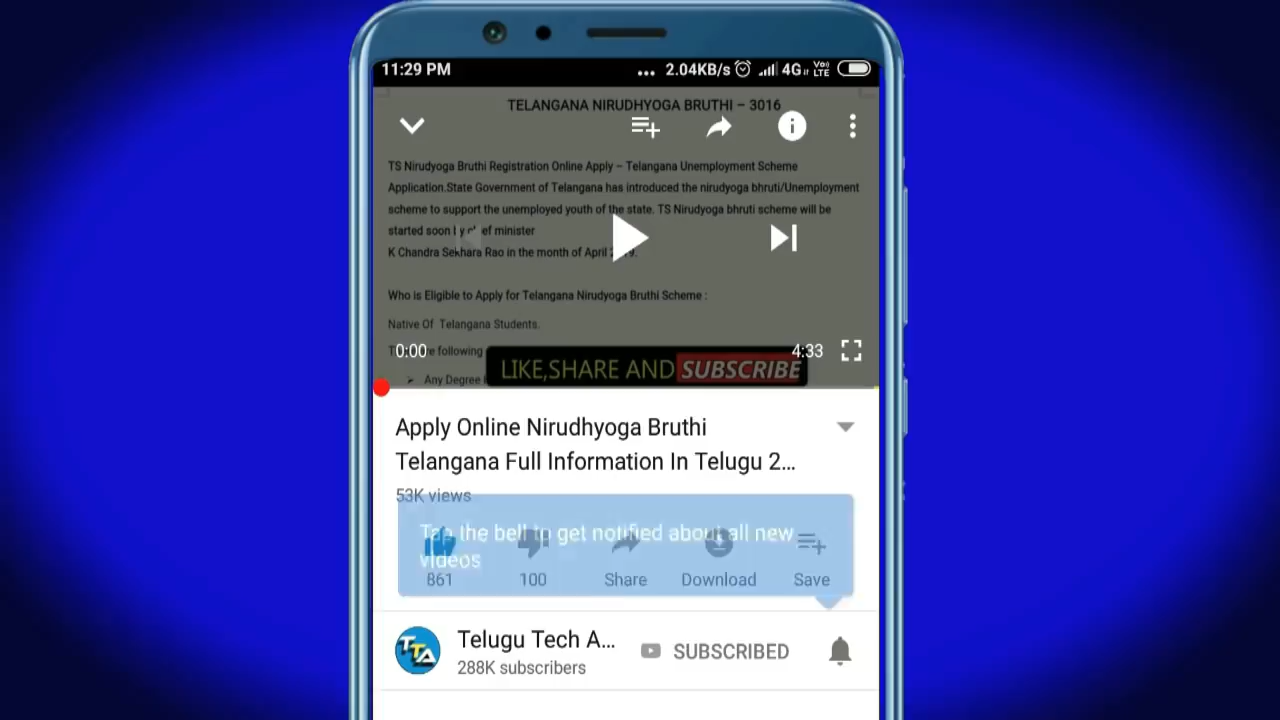 11:29 PM ... 2.04KB/s 4G VoLTE
TELANGANA NIRUDHYOGA BRUTHI – 3016
TS Nirudyoga Bruthi Registration Online Apply – Telangana Unemployment Scheme
Application.State Government of Telangana has introduced the nirudyoga bhruti/Unemployment
scheme to support the unemployed youth of the state. TS Nirudyoga bhruti scheme will be
started soon by chief minister
K Chandra Sekhara Rao in the month of April 2019.
Who is Eligible to Apply for Telangana Nirudyoga Bruthi Scheme :
Native Of Telangana Students.
0:00 following 4:33
LIKE,SHARE AND SUBSCRIBE
Any Degree
Apply Online Nirudhyoga Bruthi
Telangana Full Information In Telugu 2...
53K views
Tap the bell to get notified about all new
videos
861 100 Share Download Save
Telugu Tech A... SUBSCRIBED
TTA
288K subscribers